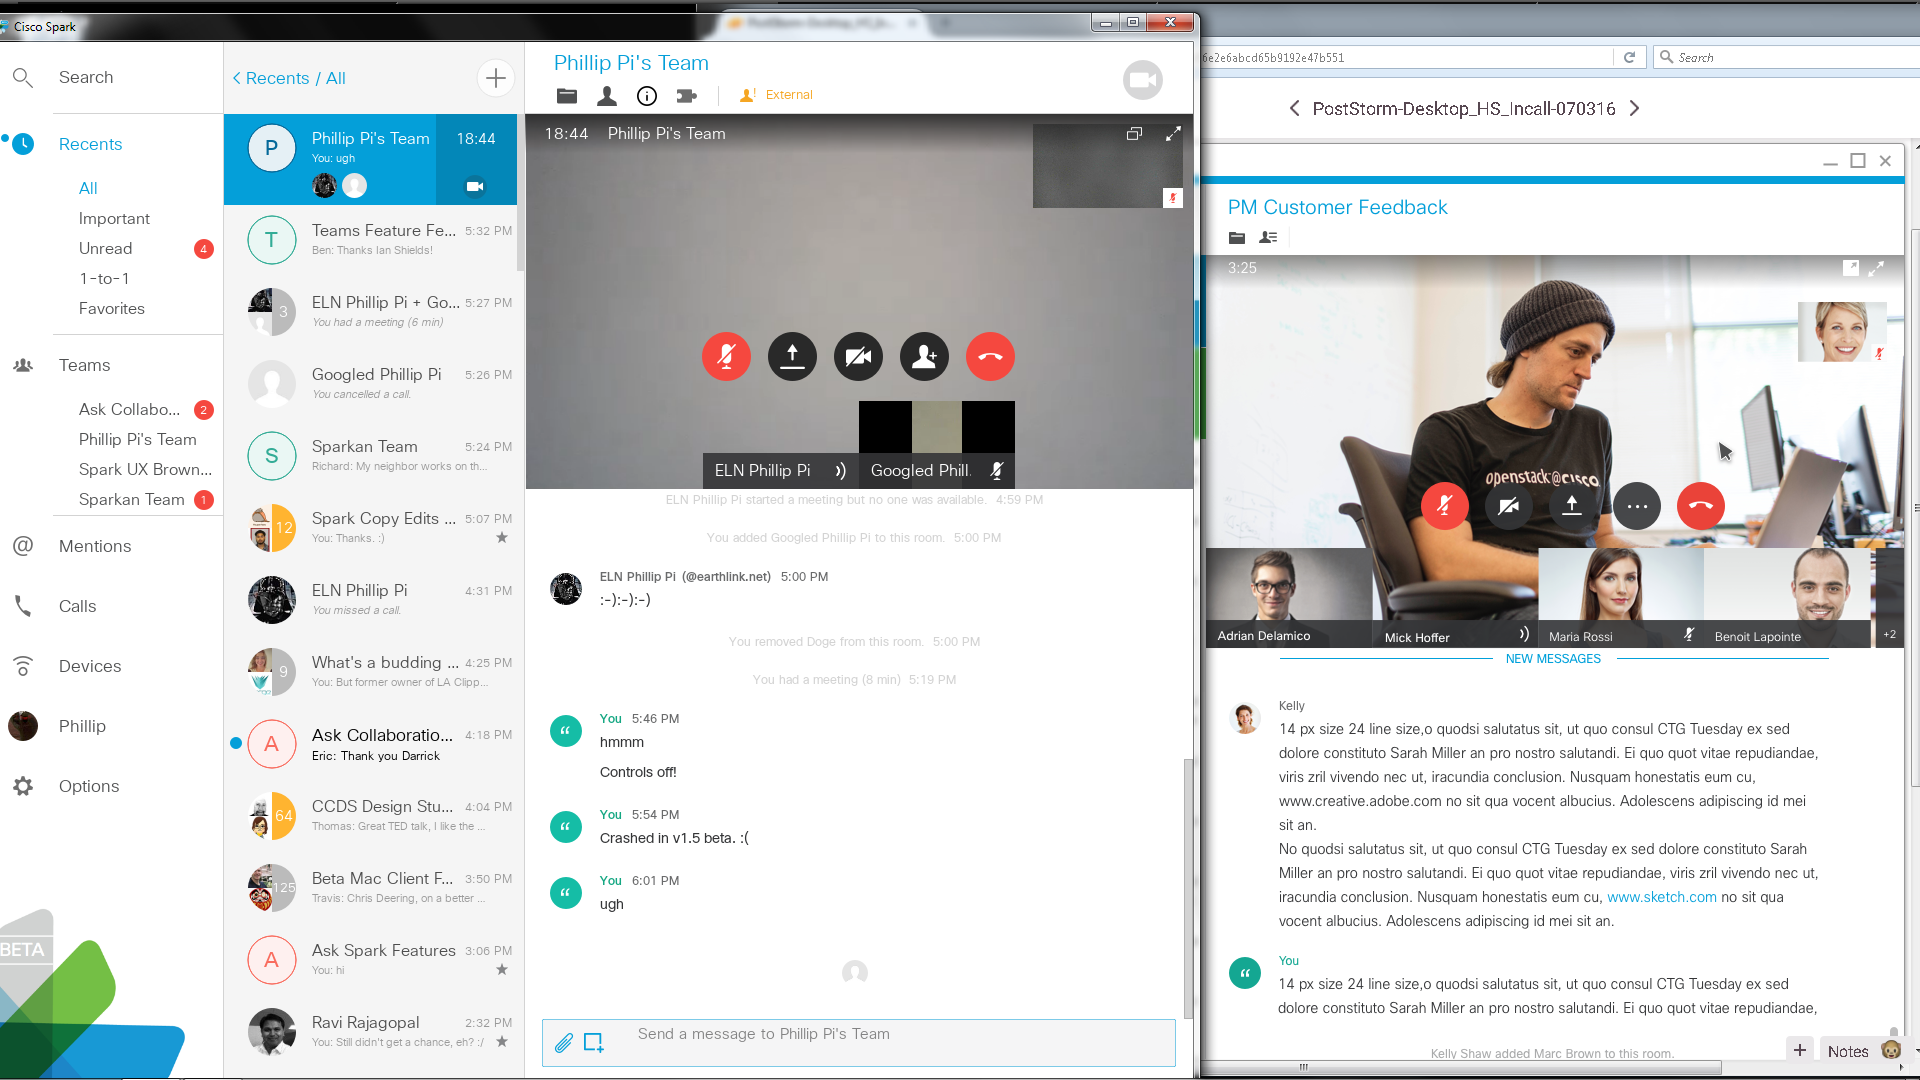 Cisco Spark
Search
Recents
All
Important
Unread 4
1-to-1
Favorites
Teams
Ask Collabo... 2
Phillip Pi's Team
Spark UX Brown...
Sparkan Team 1
@ Mentions
Calls
Devices
Phillip
Options
BETA
Recents / All
P Phillip Pi's Team 18:44
You: ugh
T Teams Feature Fe... 5:32 PM
Ben: Thanks Ian Shields!
3 ELN Phillip Pi + Go... 5:27 PM
You had a meeting (6 min)
Googled Phillip Pi 5:26 PM
You cancelled a call.
S Sparkan Team 5:24 PM
Richard: My neighbor works on th...
12 Spark Copy Edits ... 5:07 PM
You: Thanks. :)
ELN Phillip Pi 4:31 PM
You missed a call.
9 What's a budding ... 4:25 PM
You: But former owner of LA Clipp...
A Ask Collaboratio... 4:18 PM
Eric: Thank you Darrick
64 CCDS Design Stu... 4:04 PM
Thomas: Great TED talk, I like the ...
125 Beta Mac Client F... 3:50 PM
Travis: Chris Deering, on a better ...
A Ask Spark Features 3:06 PM
You: hi
Ravi Rajagopal 2:32 PM
You: Still didn't get a chance, eh? :/
Phillip Pi's Team
External
18:44 Phillip Pi's Team
ELN Phillip Pi
Googled Phill.
ELN Phillip Pi started a meeting but no one was available. 4:59 PM
You added Googled Phillip Pi to this room. 5:00 PM
ELN Phillip Pi (@earthlink.net) 5:00 PM
:-):-):-)
You removed Doge from this room. 5:00 PM
You had a meeting (8 min) 5:19 PM
You 5:46 PM
hmmm
Controls off!
You 5:54 PM
Crashed in v1.5 beta. :(
You 6:01 PM
ugh
Send a message to Phillip Pi's Team
6e2e6abcd65b9192e47b551
Search
PostStorm-Desktop_HS_Incall-070316
PM Customer Feedback
3:25
openstack@cisco
Adrian Delamico
Mick Hoffer
Maria Rossi
Benoit Lapointe
+2
NEW MESSAGES
Kelly
14 px size 24 line size,o quodsi salutatus sit, ut quo consul CTG Tuesday ex sed
dolore constituto Sarah Miller an pro nostro salutandi. Ei quo quot vitae repudiandae,
viris zril vivendo nec ut, iracundia conclusion. Nusquam honestatis eum cu,
www.creative.adobe.com no sit qua vocent albucius. Adolescens adipiscing id mei
sit an.
No quodsi salutatus sit, ut quo consul CTG Tuesday ex sed dolore constituto Sarah
Miller an pro nostro salutandi. Ei quo quot vitae repudiandae, viris zril vivendo nec ut,
iracundia conclusion. Nusquam honestatis eum cu, www.sketch.com no sit qua
vocent albucius. Adolescens adipiscing id mei sit an.
You
14 px size 24 line size,o quodsi salutatus sit, ut quo consul CTG Tuesday ex sed
dolore constituto Sarah Miller an pro nostro salutandi. Ei quo quot vitae repudiandae,
Kelly Shaw added Marc Brown to this room.
+ Notes